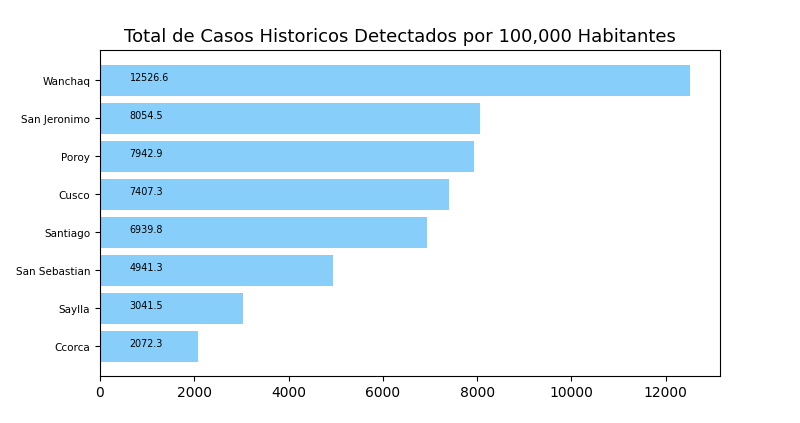 Total de Casos Historicos Detectados por 100,000 Habitantes
Wanchaq 12526.6
San Jeronimo 8054.5
Poroy 7942.9
Cusco 7407.3
Santiago 6939.8
San Sebastian 4941.3
Saylla 3041.5
Ccorca 2072.3
0 2000 4000 6000 8000 10000 12000